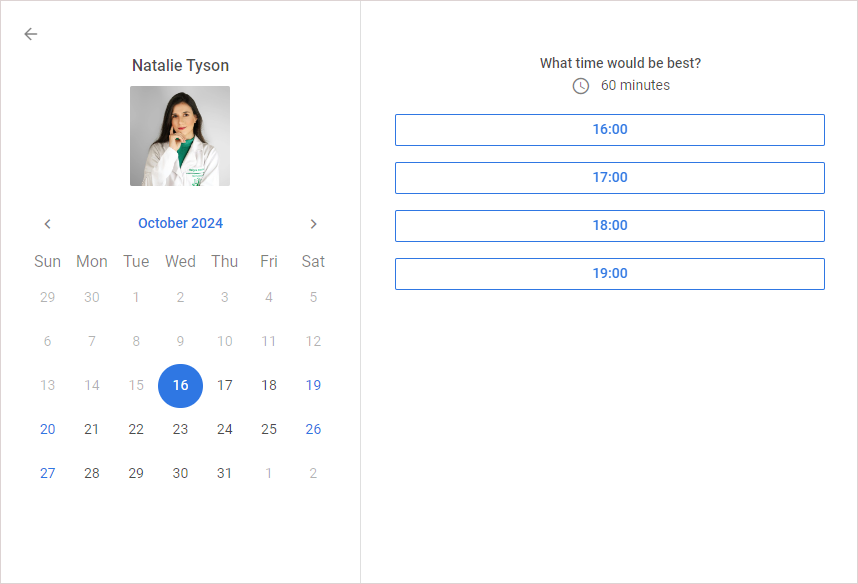 Natalie Tyson
October 2024
Sun Mon Tue Wed Thu Fri Sat
29 30 1 2 3 4 5
6 7 8 9 10 11 12
13 14 15 16 17 18 19
20 21 22 23 24 25 26
27 28 29 30 31 1 2
What time would be best?
60 minutes
16:00
17:00
18:00
19:00